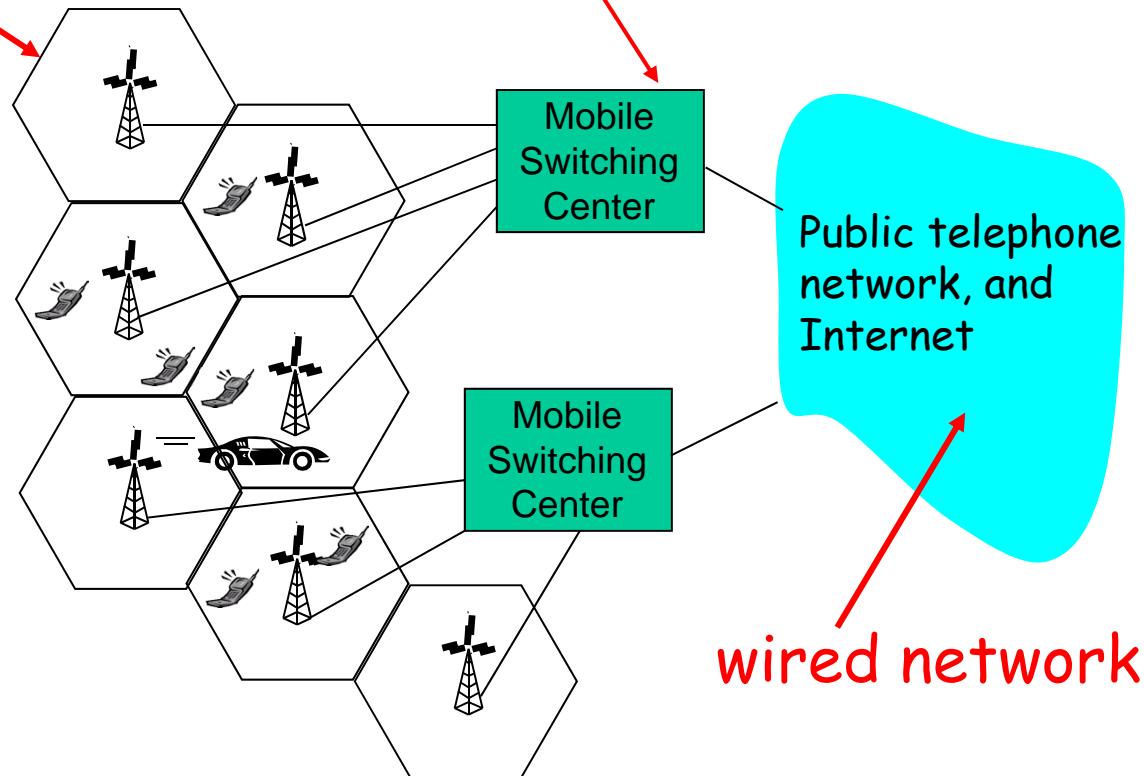 Mobile
Switching
Center
Public telephone
network, and
Internet
Mobile
Switching
Center
wired network